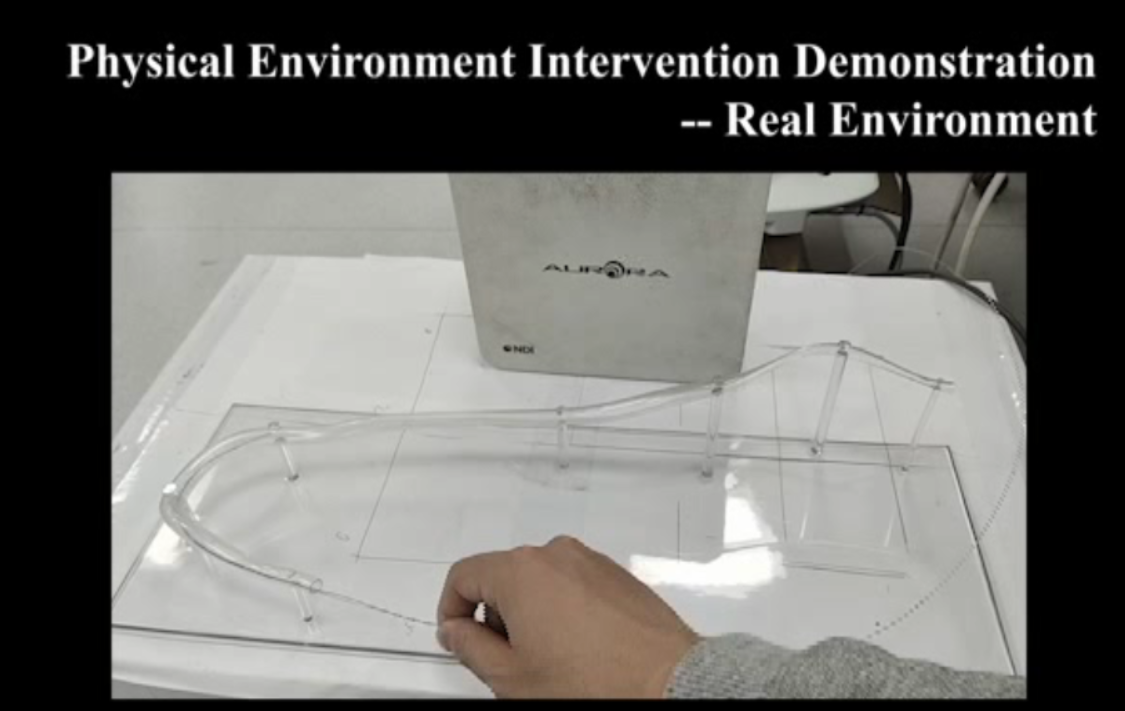 Physical Environment Intervention Demonstration
-- Real Environment
AURORA
NDI